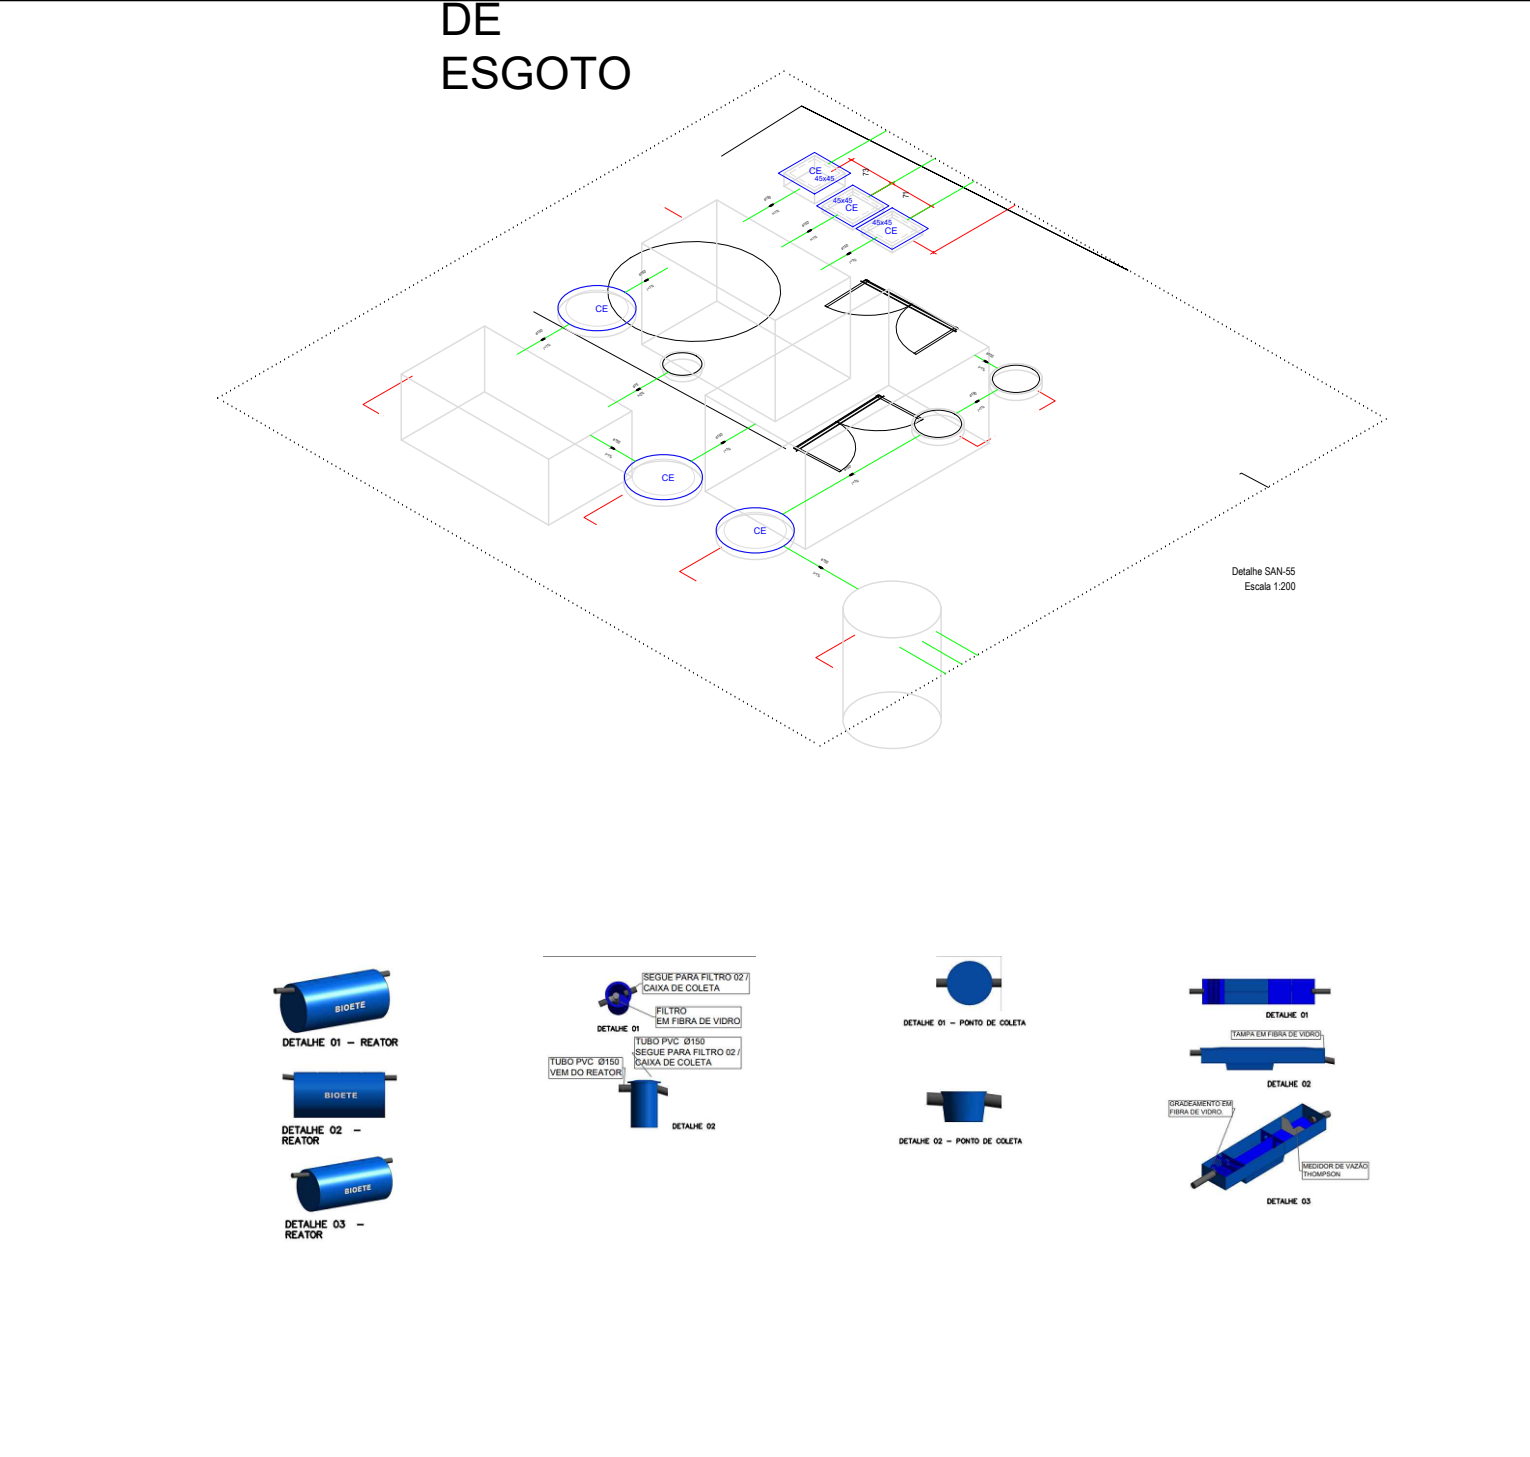 DE
ESGOTO
CE
45x45
73
45x45
CE
71
45x45
CE
CE
CE
CE
Detalhe SAN-55
Escala 1:200
BIOETE
DETALHE 01 – REATOR
BIOETE
DETALHE 02 –
REATOR
BIOETE
DETALHE 03 –
REATOR
SEGUE PARA FILTRO 02 /
CAIXA DE COLETA
FILTRO
EM FIBRA DE VIDRO
DETALHE 01
TUBO PVC Ø150
SEGUE PARA FILTRO 02 /
CAIXA DE COLETA
TUBO PVC Ø150
VEM DO REATOR
DETALHE 02
DETALHE 01 – PONTO DE COLETA
DETALHE 02 – PONTO DE COLETA
DETALHE 01
TAMPA EM FIBRA DE VIDRO
DETALHE 02
GRADEAMENTO EM
FIBRA DE VIDRO.
MEDIDOR DE VAZÃO
THOMPSON
DETALHE 03